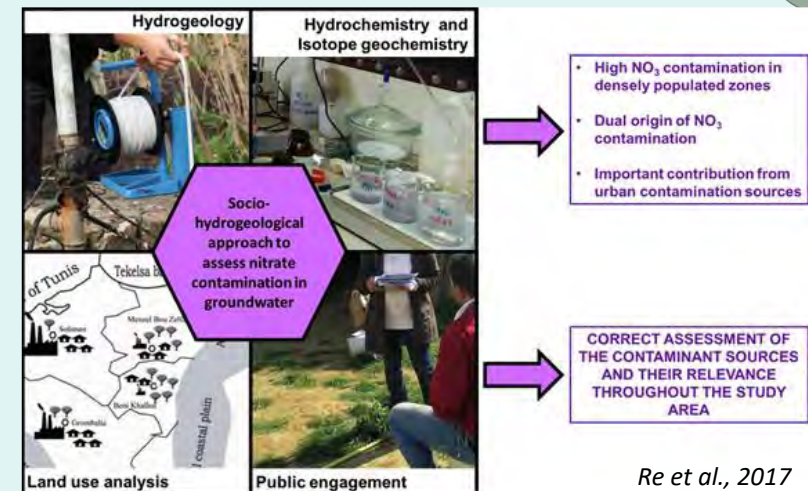 Hydrogeology
Hydrochemistry and
Isotope geochemistry
Socio-
hydrogeological
approach to
assess nitrate
contamination in
groundwater
of Tunis
Tekelsa
Soliman
Menzel Bou
Beni Khalled
Grombalia
coastal plain
Land use analysis
Public engagement
• High NO3 contamination in
densely populated zones
• Dual origin of NO3
contamination
• Important contribution from
urban contamination sources
CORRECT ASSESSMENT OF
THE CONTAMINANT SOURCES
AND THEIR RELEVANCE
THROUGHOUT THE STUDY
AREA
Re et al., 2017